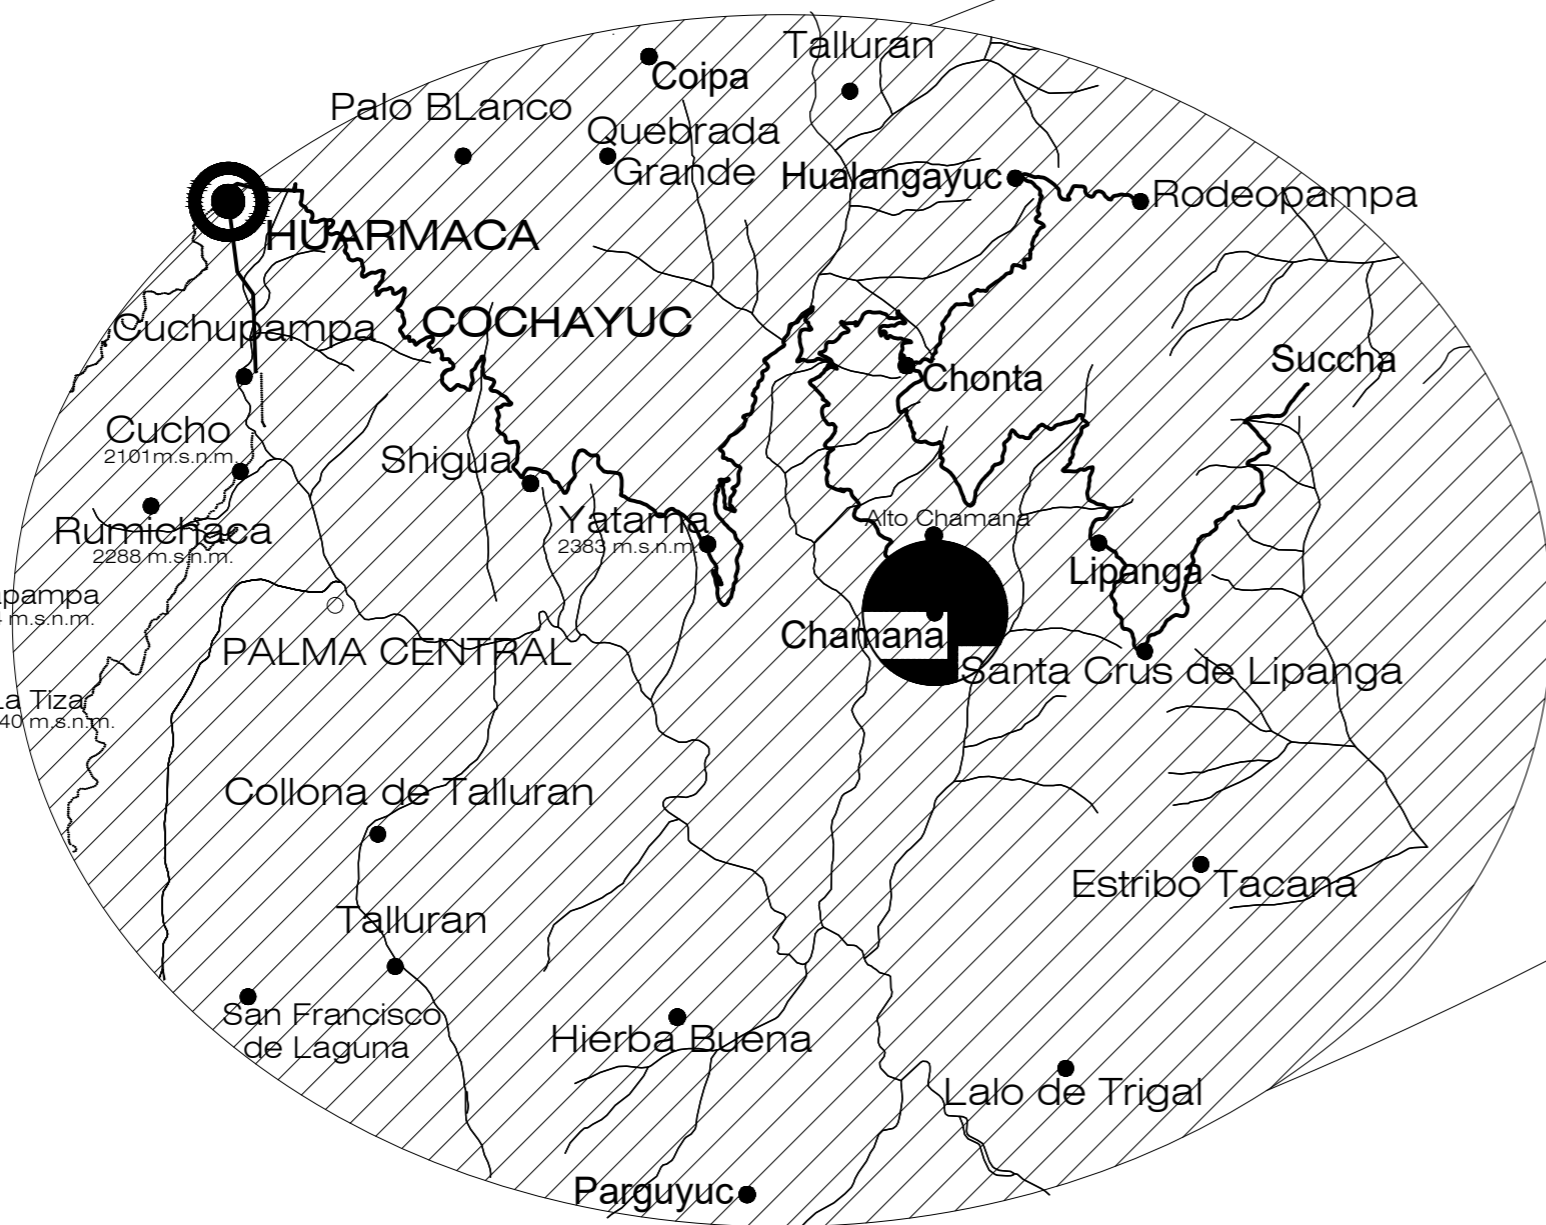 Talluran
Coipa
Palo BLanco
Quebrada
Grande
Hualangayuc
Rodeopampa
HUARMACA
COCHAYUC
Cuchupampa
Succha
Chonta
Cucho
2101m.s.n.m.
Shigua
Yatama
2383 m.s.n.m.
Alto Chamana
Rumichaca
2288 m.s.n.m.
Lipanga
apampa
m.s.n.m.
Chamana
PALMA CENTRAL
Santa Crus de Lipanga
La Tiza
40 m.s.n.m.
Collona de Talluran
Estribo Tacana
Talluran
San Francisco
de Laguna
Hierba Buena
Lalo de Trigal
Parguyuc